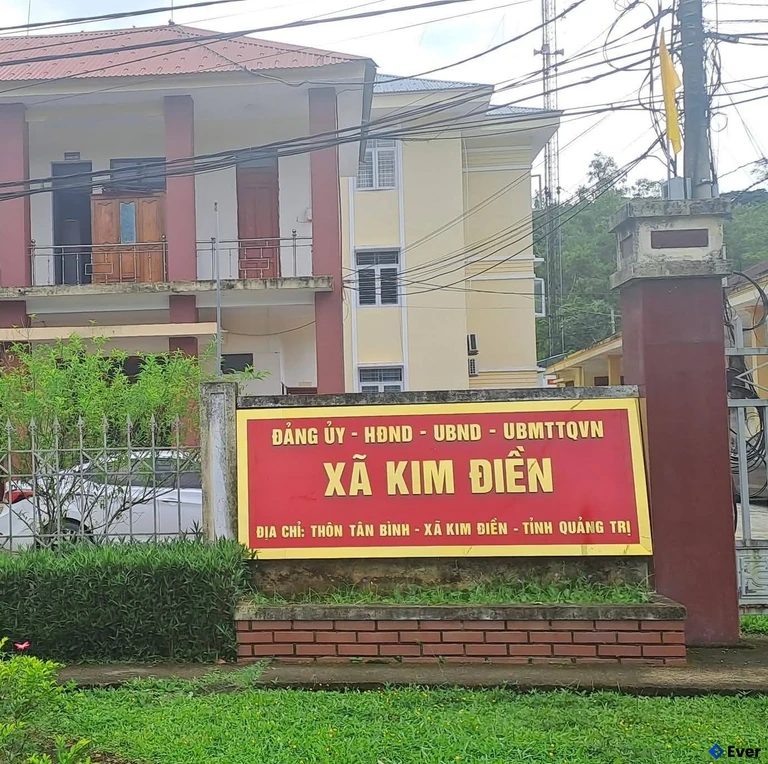 ĐẢNG ỦY - HĐND - UBND - UBMTTQVN
XÃ KIM ĐIỀN
ĐỊA CHỈ: THÔN TÂN BÌNH - XÃ KIM ĐIỀN - TỈNH QUẢNG TRỊ
Ever